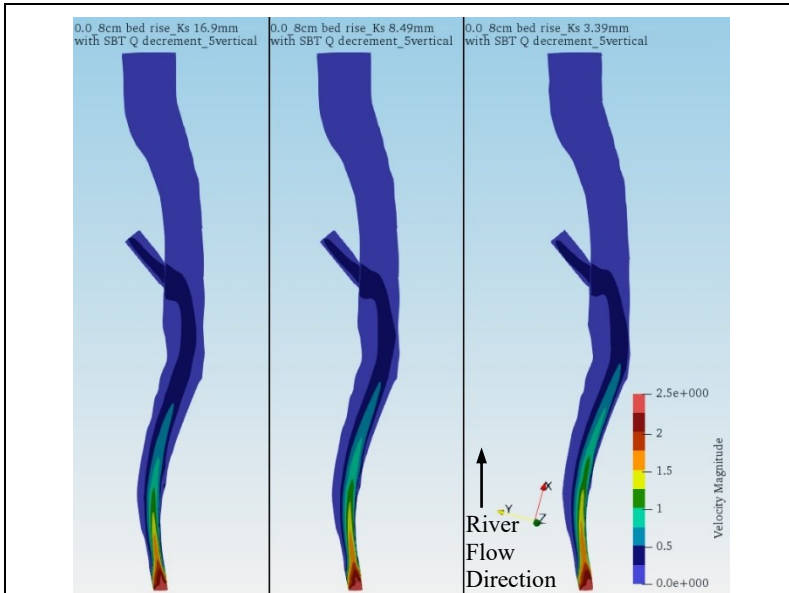 0.0_8cm bed rise_Ks 16.9mm
with SBT Q decrement_5vertical
0.0_8cm bed rise_Ks 8.49mm
with SBT Q decrement_5vertical
0.0_8cm bed rise_Ks 3.39mm
with SBT Q decrement_5vertical
2.5e+000
2
1.5
1
0.5
0.0e+000
Velocity Magnitude
X
Y
Z
River
Flow
Direction